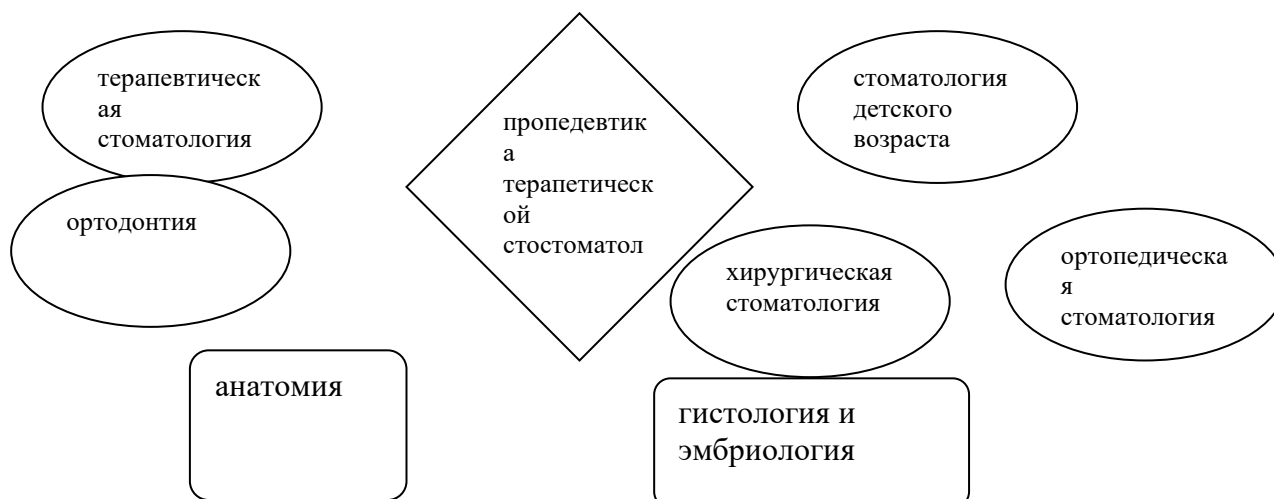 терапевтическ
ая
стоматология
пропедевтик
а
терапетическ
ой
стостоматол
стоматология
детского
возраста
ортодонтия
хирургическая
стоматология
ортопедическа
я
стоматология
анатомия
гистология и
эмбриология